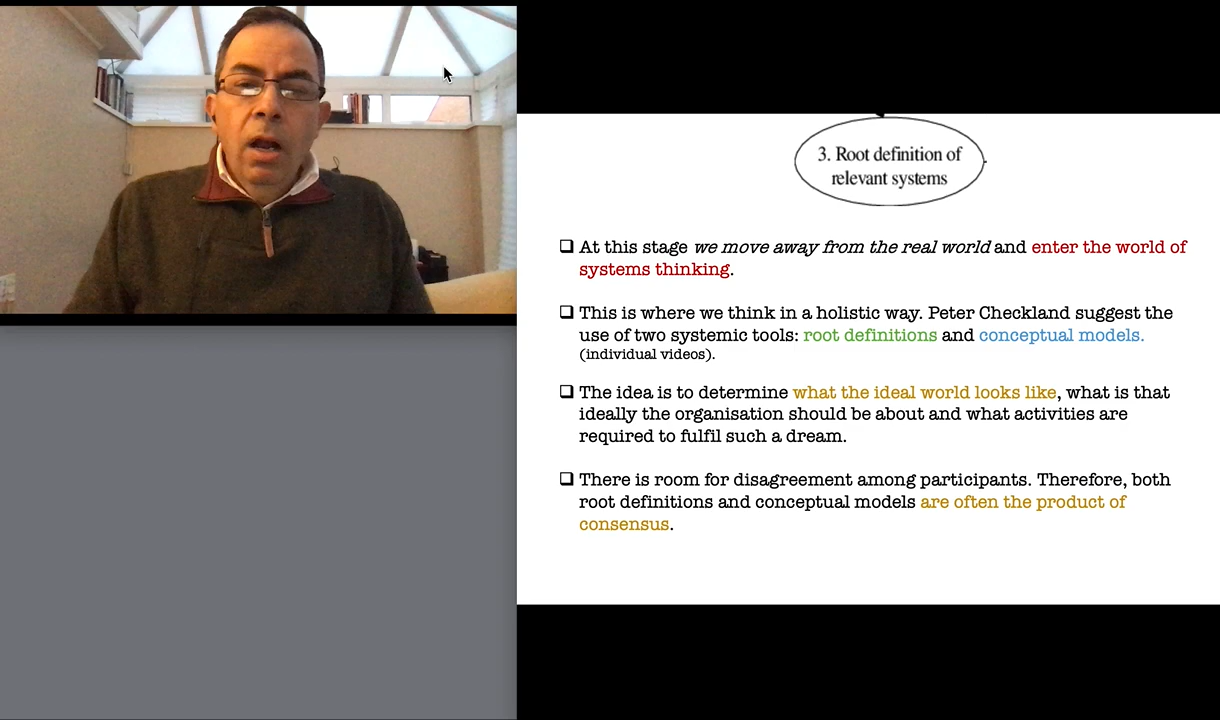 3. Root definition of
relevant systems
❑ At this stage we move away from the real world and enter the world of
systems thinking.
❑ This is where we think in a holistic way. Peter Checkland suggest the
use of two systemic tools: root definitions and conceptual models.
(individual videos).
❑ The idea is to determine what the ideal world looks like, what is that
ideally the organisation should be about and what activities are
required to fulfil such a dream.
❑ There is room for disagreement among participants. Therefore, both
root definitions and conceptual models are often the product of
consensus.